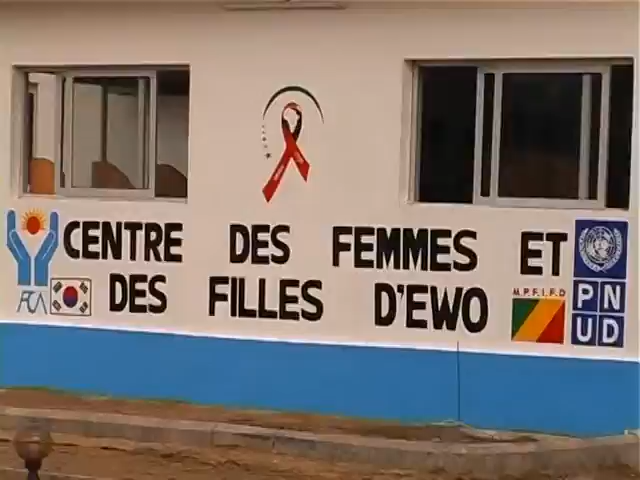 CENTRE DES FEMMES ET
DES FILLES D'EWO
M.P.F.I.F.D
PN
UD